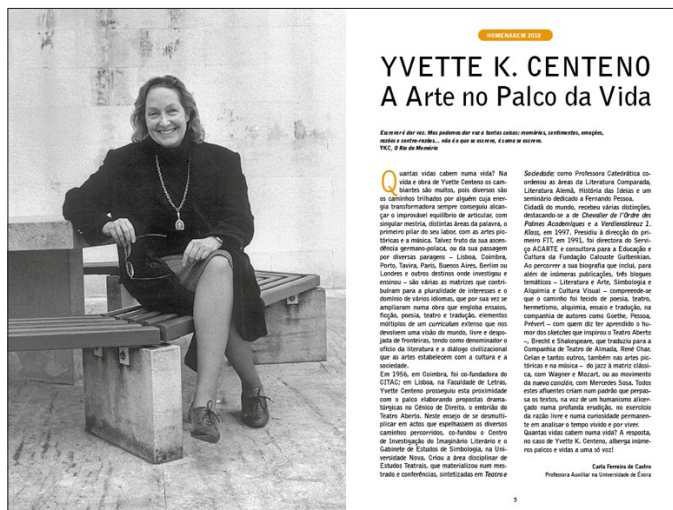 HOMENAGEM 2018
YVETTE K. CENTENO
A Arte no Palco da Vida
Escrever é dar voz. Mas podemos dar voz a tantas coisas: memórias, sentimentos, emoções,
razões e contra-razões... não é o que se escreve, é como se escreve.
YKC, O Rio da Memória
Quantas vidas cabem numa vida? Na
vida e obra de Yvette Centeno os cam-
biantes são muitos, pois diversos são
os caminhos trilhados por alguém cuja ener-
gia transformadora sempre conseguiu alcan-
çar o improvável equilíbrio de articular, com
singular mestria, distintas áreas da palavra, o
primeiro pilar do seu labor, com as artes pic-
tóricas e a música. Talvez fruto da sua ascen-
dência germano-polaca, ou da sua passagem
por diversas paragens – Lisboa, Coimbra,
Porto, Tavira, Paris, Buenos Aires, Berlim ou
Londres e outros destinos onde investigou e
ensinou – são várias as matrizes que contri-
buíram para a pluralidade de interesses e o
domínio de vários idiomas, que por sua vez se
ampliaram numa obra que engloba ensaios,
ficção, poesia, teatro e tradução, elementos
múltiplos de um curriculum extenso que nos
devolvem uma visão do mundo, livre e despo-
jada de fronteiras, tendo como denominador o
ofício da literatura e o diálogo civilizacional
que as artes estabelecem com a cultura e a
sociedade.
Em 1956, em Coimbra, foi co-fundadora do
CITAC; em Lisboa, na Faculdade de Letras,
Yvette Centeno prosseguiu esta proximidade
com o palco elaborando propostas drama-
túrgicas no Cénico de Direito, o embrião do
Teatro Aberto. Neste ensejo de se desmulti-
plicar em actos que espelhassem os diversos
caminhos percorridos, co-fundou o Centro
de Investigação do Imaginário Literário e o
Gabinete de Estudos de Simbologia, na Uni-
versidade Nova. Criou a área disciplinar de
Estudos Teatrais, que materializou num mes-
trado e conferências, sintetizadas em Teatro e
Sociedade; como Professora Catedrática co-
ordenou as áreas da Literatura Comparada,
Literatura Alemã, História das Ideias e um
seminário dedicado a Fernando Pessoa.
Cidadã do mundo, recebeu várias distinções,
destacando-se a de Chevalier de l'Ordre des
Palmes Academiques e a Verdienstkreuz 1.
Klass, em 1997. Presidiu à direcção do pri-
meiro FIT, em 1991, foi directora do Servi-
ço ACARTE e consultora para a Educação e
Cultura da Fundação Calouste Gulbenkian.
Ao percorrer a sua biografia que inclui, para
além de inúmeras publicações, três blogues
temáticos – Literatura e Arte, Simbologia e
Alquimia e Cultura Visual – compreende-se
que o caminho foi tecido de poesia, teatro,
hermetismo, alquimia, ensaio e tradução, na
companhia de autores como Goethe, Pessoa,
Prévert – com quem diz ter aprendido o hu-
mor dos sketches que inspirou o Teatro Aberto
–, Brecht e Shakespeare, que traduziu para a
Companhia de Teatro de Almada, René Char,
Celan e tantos outros, também nas artes pic-
tóricas e na música – do jazz à matriz clássi-
ca, com Wagner e Mozart, ou ao movimento
da nueva canción, com Mercedes Sosa. Todos
estes afluentes criam num padrão que perpas-
sa os textos, na voz de um humanismo alicer-
çado numa profunda erudição, no exercício
da razão livre e numa curiosidade permanen-
te em analisar o tempo vivido e por viver.
Quantas vidas cabem numa vida? A resposta,
no caso de Yvette K. Centeno, alberga inúme-
ros palcos e vidas a uma só voz!
Carla Ferreira de Castro
Professora Auxiliar na Universidade de Évora
5